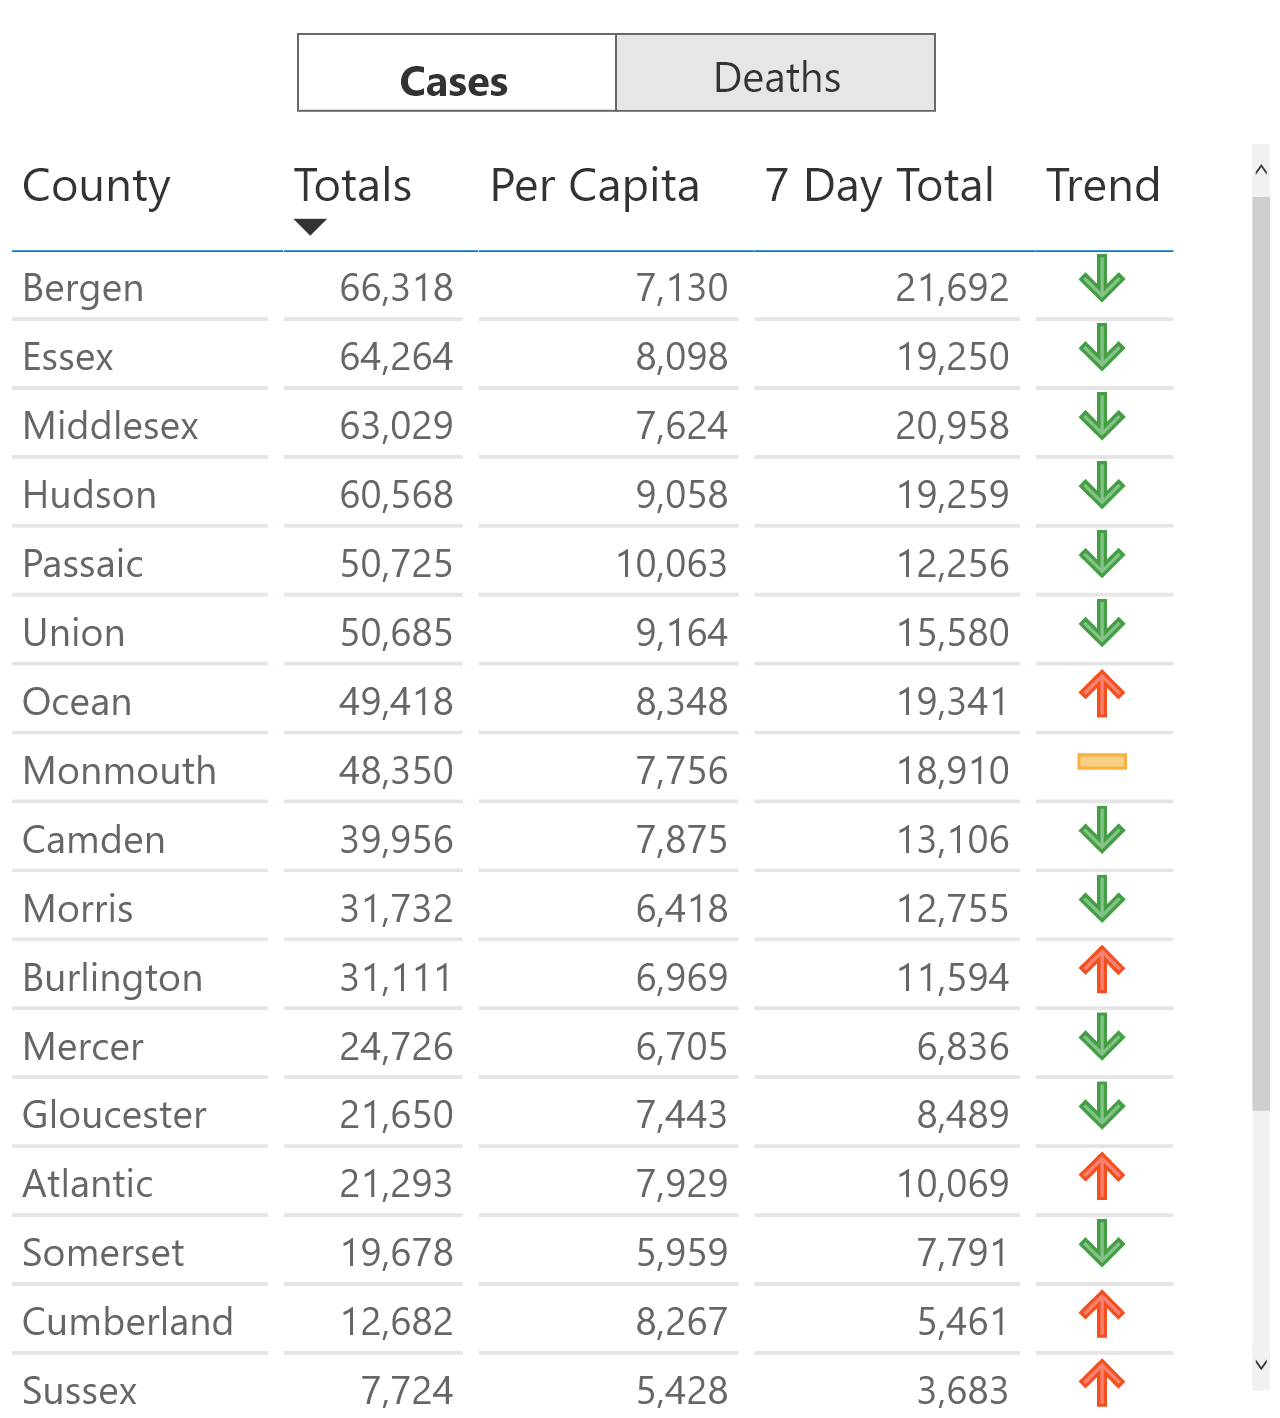 Cases Deaths
County Totals Per Capita 7 Day Total Trend
Bergen 66,318 7,130 21,692
Essex 64,264 8,098 19,250
Middlesex 63,029 7,624 20,958
Hudson 60,568 9,058 19,259
Passaic 50,725 10,063 12,256
Union 50,685 9,164 15,580
Ocean 49,418 8,348 19,341
Monmouth 48,350 7,756 18,910
Camden 39,956 7,875 13,106
Morris 31,732 6,418 12,755
Burlington 31,111 6,969 11,594
Mercer 24,726 6,705 6,836
Gloucester 21,650 7,443 8,489
Atlantic 21,293 7,929 10,069
Somerset 19,678 5,959 7,791
Cumberland 12,682 8,267 5,461
Sussex 7,724 5,428 3,683